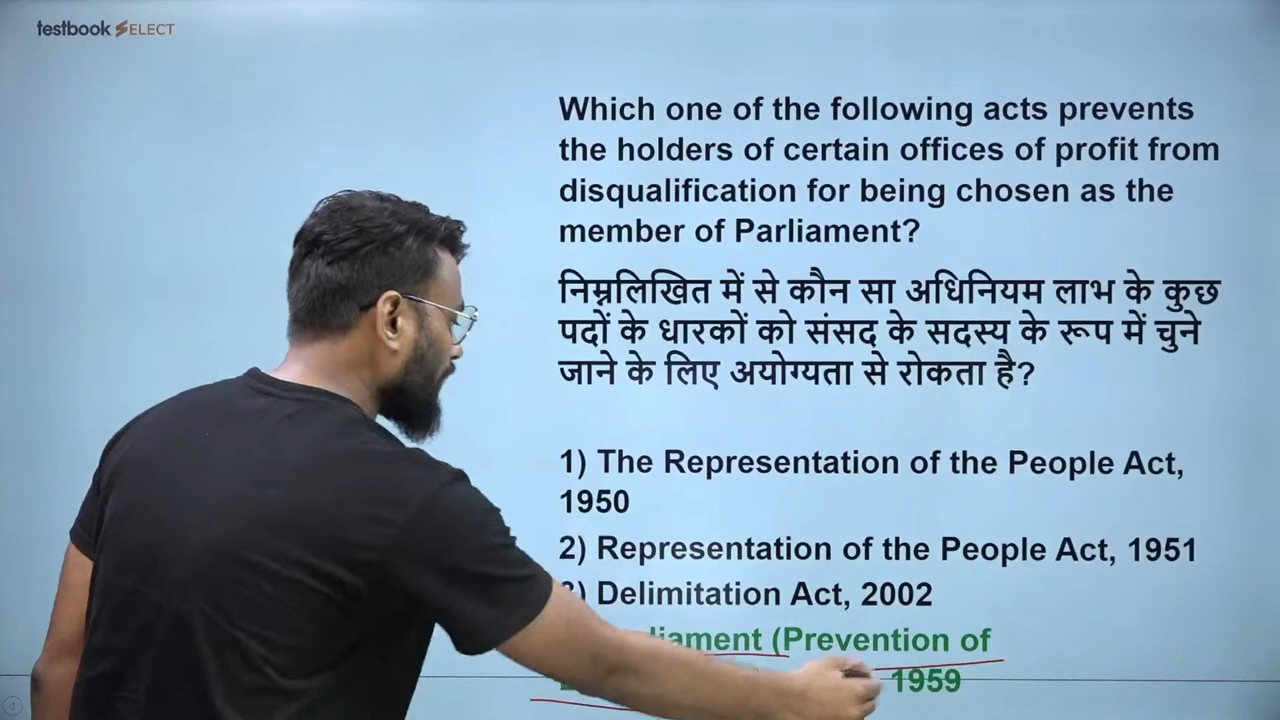 testbook SELECT
Which one of the following acts prevents
the holders of certain offices of profit from
disqualification for being chosen as the
member of Parliament?
निम्नलिखित में से कौन सा अधिनियम लाभ के कुछ
पदों के धारकों को संसद के सदस्य के रूप में चुने
जाने के लिए अयोग्यता से रोकता है?
1) The Representation of the People Act,
1950
2) Representation of the People Act, 1951
) Delimitation Act, 2002
(Prevention of
1959